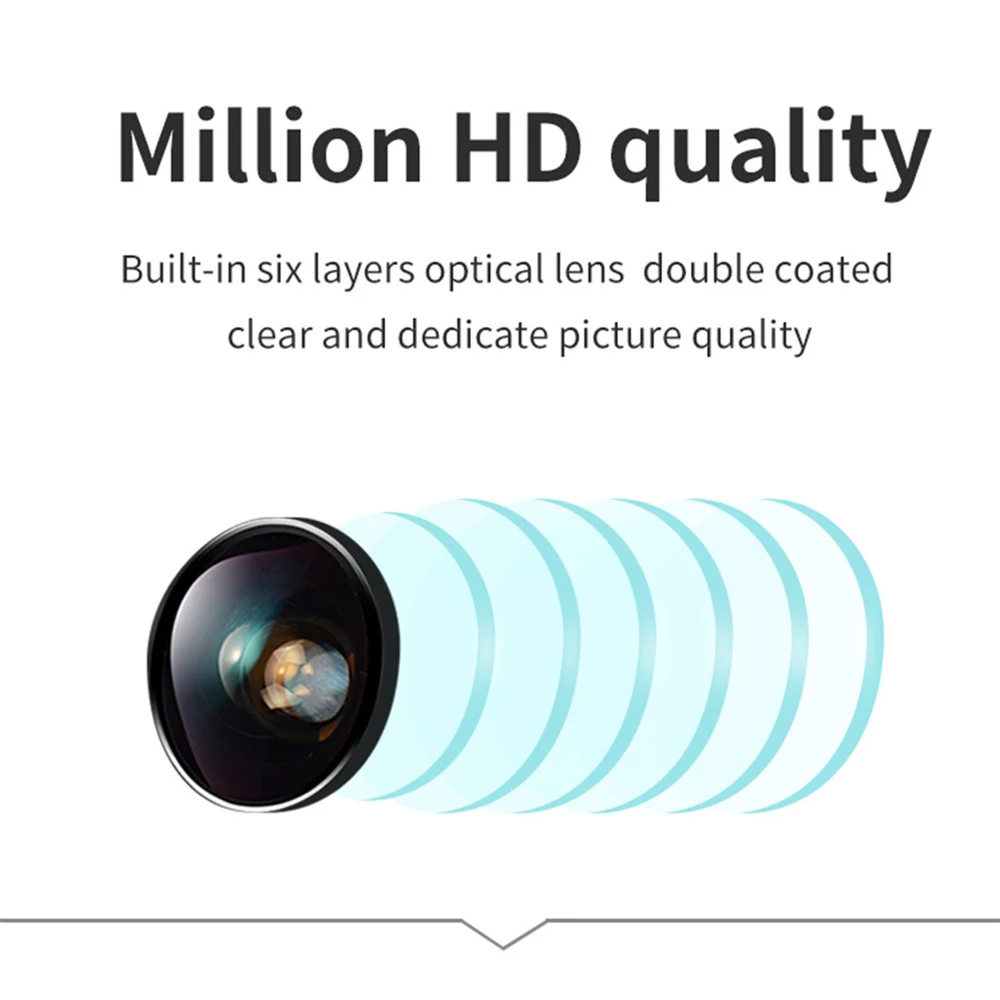 Million HD quality
Built-in six layers optical lens double coated
clear and dedicate picture quality